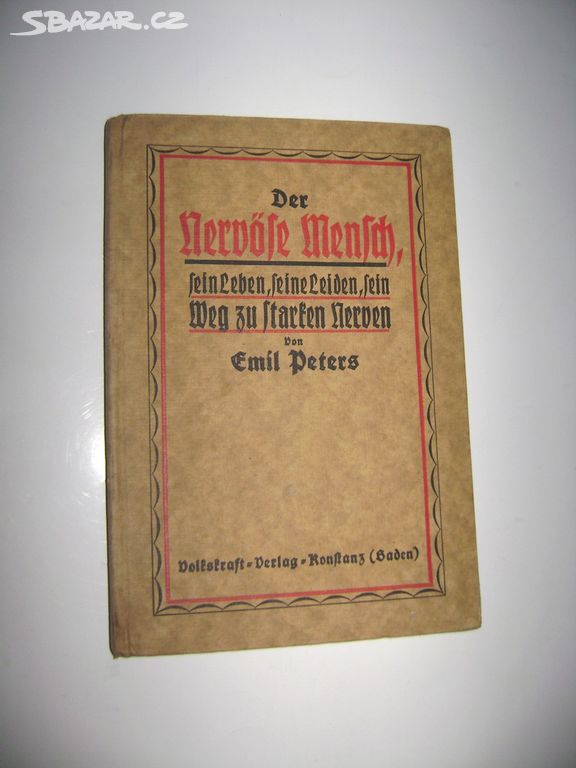 SBAZAR.CZ
Der
Nervöse Mensch,
sein Leben, seine Leiden, sein
Weg zu starken Nerven
von
Emil Peters
Volkskraft-Verlag-Konstanz (Baden)